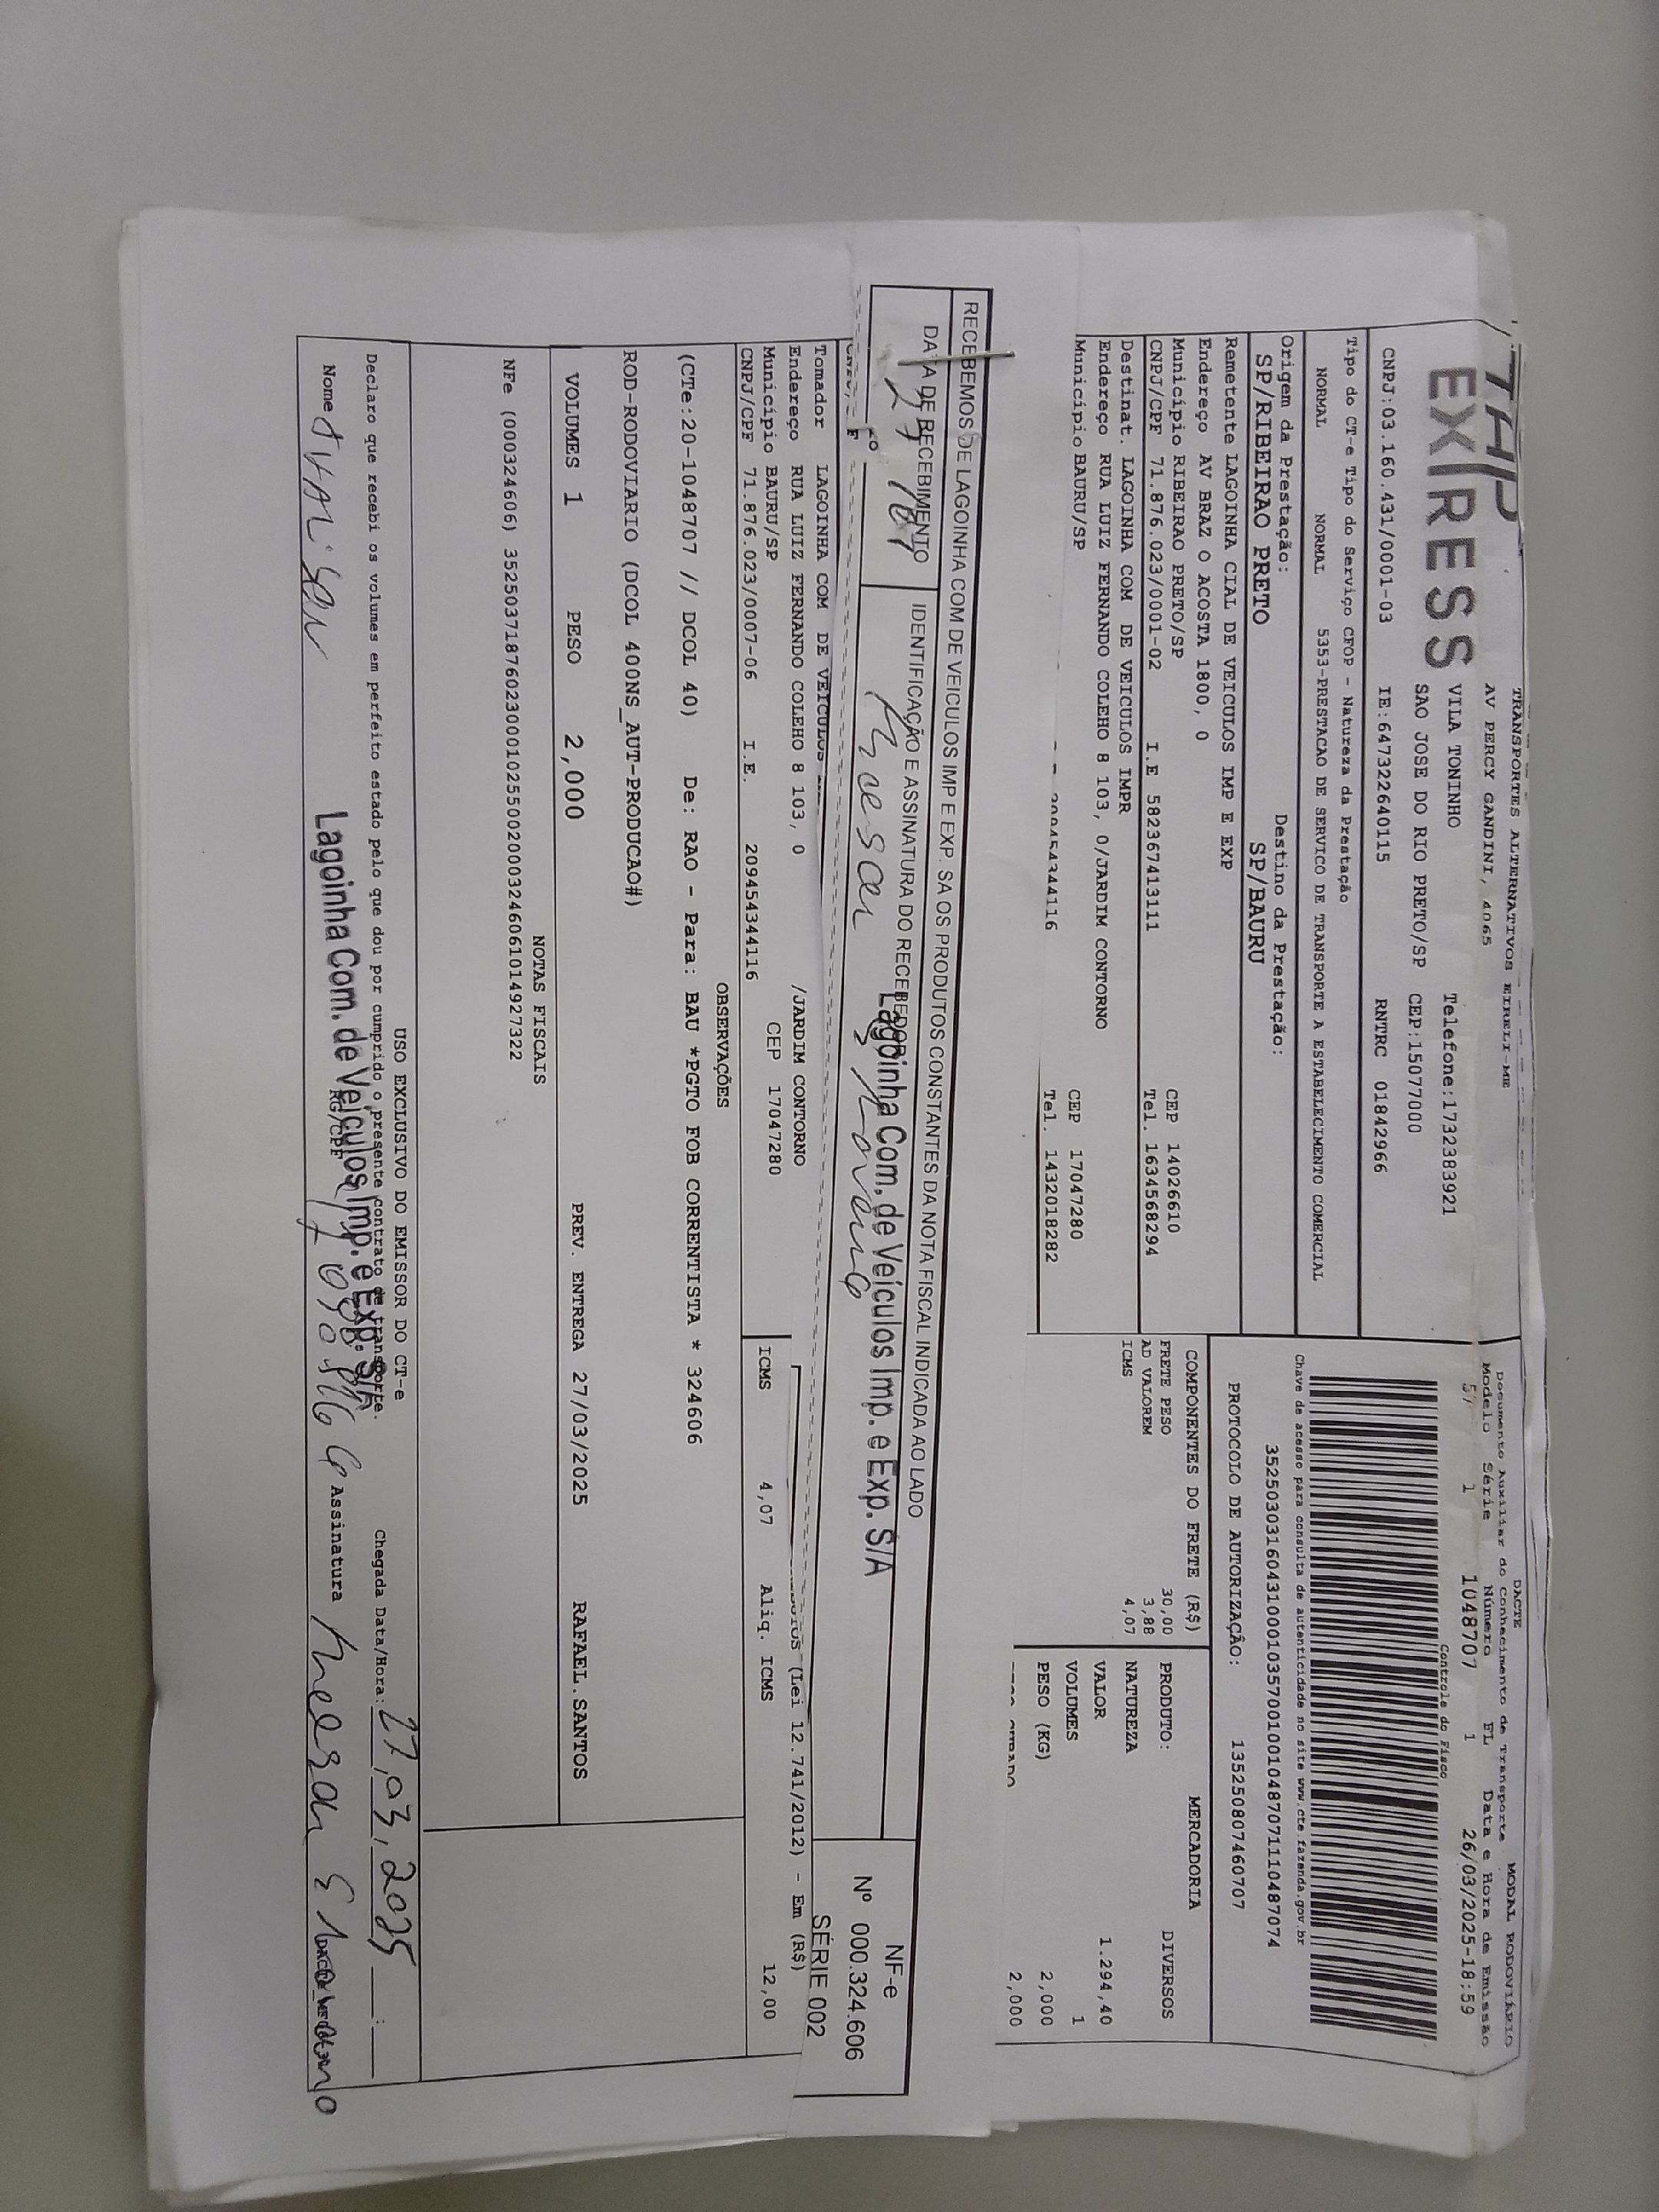 TAP
EXPRESS
TRANSPORTES ALTERNATIVOS EIRELI-ME
AV PERCY GANDINI, 4065
VILA TONINHO Telefone:1732383921
SAO JOSE DO RIO PRETO/SP CEP:15077000
CNPJ:03.160.431/0001-03 IE:647322640115 RNTRC 01842966
DACTE MODAL RODOVIÁRIO
Documento Auxiliar do Conhecimento de Transporte
Modelo Série Número FL Data e Hora de Emissão
57 1 1048707 1 26/03/2025-18:59
Controle do Fisco
Chave de acesso para consulta de autenticidade no site www.cte.fazenda.gov.br
35250303160431000103570010010487071110487074
PROTOCOLO DE AUTORIZAÇÃO: 135250807460707
Tipo do CT-e Tipo do Serviço CFOP - Natureza da Prestação
NORMAL NORMAL 5353-PRESTACAO DE SERVICO DE TRANSPORTE A ESTABELECIMENTO COMERCIAL
Origem da Prestação: Destino da Prestação:
SP/RIBEIRAO PRETO SP/BAURU
Remetente LAGOINHA CIAL DE VEICULOS IMP E EXP
Endereço AV BRAZ O ACOSTA 1800, 0
Município RIBEIRAO PRETO/SP CEP 14026610
CNPJ/CPF 71.876.023/0001-02 I.E 582367413111 Tel. 1634568294
Destinat. LAGOINHA COM DE VEICULOS IMPR
Endereço RUA LUIZ FERNANDO COLEHO 8 103, 0/JARDIM CONTORNO
Município BAURU/SP CEP 17047280
209454344116 Tel. 1432018282
COMPONENTES DO FRETE (R$)
FRETE PESO 30,00
AD VALOREM 3,88
ICMS 4,07
MERCADORIA
PRODUTO: DIVERSOS
NATUREZA
VALOR 1.294,40
VOLUMES 1
PESO (KG) 2,000
2,000
RECEBEMOS DE LAGOINHA COM DE VEICULOS IMP E EXP. SA OS PRODUTOS CONSTANTES DA NOTA FISCAL INDICADA AO LADO
DATA DE RECEBIMENTO IDENTIFICAÇÃO E ASSINATURA DO RECEBEDOR
Lagoinha Com. de Veículos Imp. e Exp. S/A
NF-e
Nº 000.324.606
SÉRIE 002
(Lei 12.741/2012) - Em (R$)
Tomador LAGOINHA COM DE VEICULOS
Endereço RUA LUIZ FERNANDO COLEHO 8 103, 0 /JARDIM CONTORNO
Município BAURU/SP CEP 17047280
CNPJ/CPF 71.876.023/0007-06 I.E. 209454344116
ICMS 4,07 Aliq. ICMS 12,00
OBSERVAÇÕES
(CTe:20-1048707 // DCOL 40) De: RAO - Para: BAU *PGTO FOB CORRENTISTA * 324606
ROD-RODOVIARIO (DCOL 400NS_AUT-PRODUCAO#)
VOLUMES 1 PESO 2,000 PREV. ENTREGA 27/03/2025 RAFAEL.SANTOS
NOTAS FISCAIS
NFe (000324606) 35250371876023000102550020003246061014927322
USO EXCLUSIVO DO EMISSOR DO CT-e
Declaro que recebi os volumes em perfeito estado pelo que dou por cumprido o presente contrato de transporte. Chegada Data/Hora: 27,03,2025 :
Lagoinha Com. de Veículos Imp. e Exp. S/A
Nome RG/CPF Assinatura